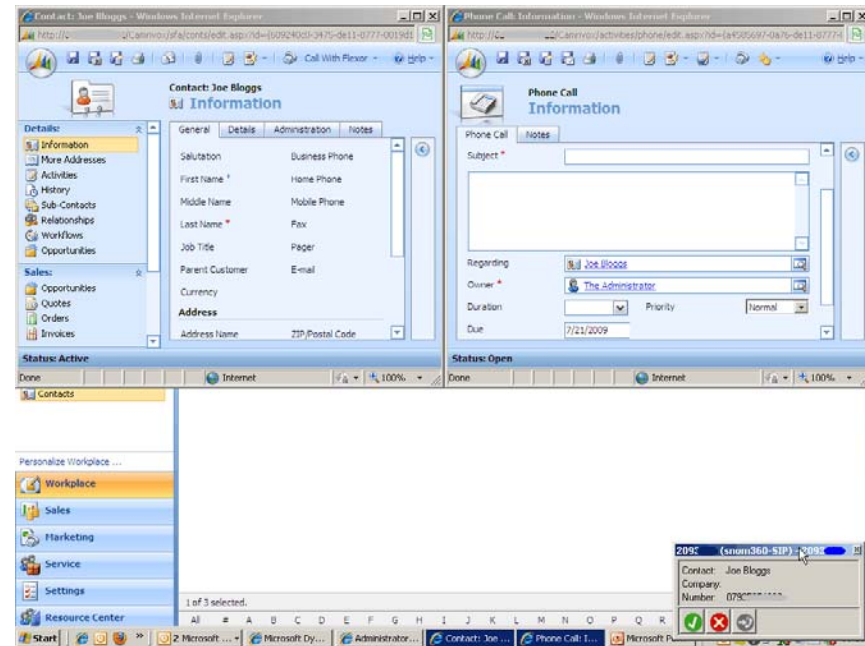 Contact: Joe Bloggs - Windows Internet Explorer
Call With Flexor
Help
Contact: Joe Bloggs
Information
Details:
Information
More Addresses
Activities
History
Sub-Contacts
Relationships
Workflows
Opportunities
Sales:
Opportunities
Quotes
Orders
Invoices
General Details Administration Notes
Salutation Business Phone
First Name * Home Phone
Middle Name Mobile Phone
Last Name * Fax
Job Title Pager
Parent Customer E-mail
Currency
Address
Address Name ZIP/Postal Code
Status: Active
Done Internet 100%
Phone Call: Information - Windows Internet Explorer
Help
Phone Call
Information
Phone Call Notes
Subject *
Regarding Joe Bloggs
Owner * The Administrator
Duration Priority Normal
Due 7/21/2009
Status: Open
Done Internet 100%
Contacts
Personalize Workplace ...
Workplace
Sales
Marketing
Service
Settings
Resource Center
1 of 3 selected.
All # A B C D E F G H I J K L M N O P Q R
(snom360-SIP) -
Contact: Joe Bloggs
Company:
Number:
Start » 2 Microsoft ... Microsoft Dy... Administrator... Contact: Joe ... Phone Call: I...